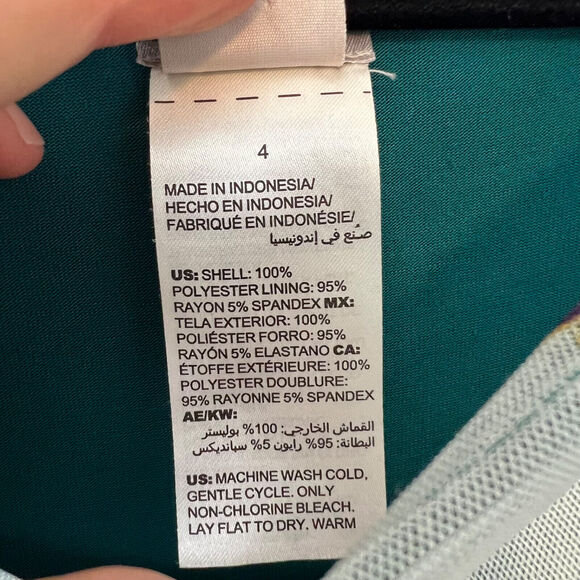 4
MADE IN INDONESIA/
HECHO EN INDONESIA/
FABRIQUÉ EN INDONÉSIE/
صُنع في إندونيسيا
US: SHELL: 100%
POLYESTER LINING: 95%
RAYON 5% SPANDEX MX:
TELA EXTERIOR: 100%
POLIÉSTER FORRO: 95%
RAYÓN 5% ELASTANO CA:
ÉTOFFE EXTÉRIEURE: 100%
POLYESTER DOUBLURE:
95% RAYONNE 5% SPANDEX
AE/KW:
القماش الخارجي: 100% بوليستر
البطانة: 95% رايون 5% سباندیکس
US: MACHINE WASH COLD,
GENTLE CYCLE. ONLY
NON-CHLORINE BLEACH.
LAY FLAT TO DRY. WARM